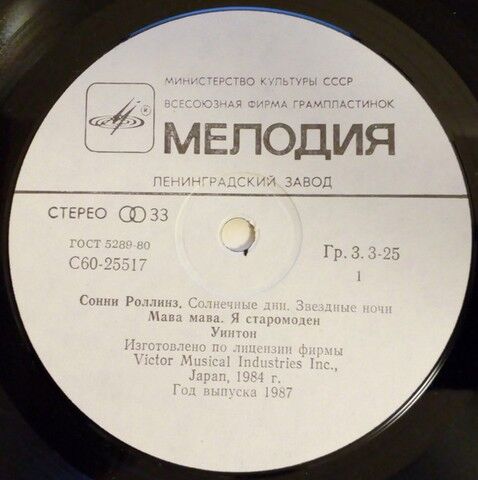 МИНИСТЕРСТВО КУЛЬТУРЫ СССР
ВСЕСОЮЗНАЯ ФИРМА ГРАМПЛАСТИНОК
МЕЛОДИЯ
ЛЕНИНГРАДСКИЙ ЗАВОД
СТЕРЕО 33
ГОСТ 5289-80
С60-25517
Гр. 3. 3-25
1
Сонни Роллинз. Солнечные дни. Звездные ночи
Мава мава. Я старомоден
Уинтон
Изготовлено по лицензии фирмы
Victor Musical Industries Inc.,
Japan, 1984 г.
Год выпуска 1987